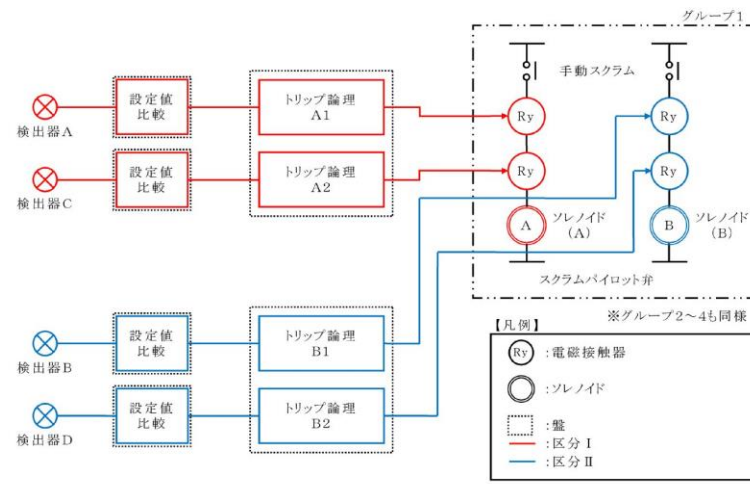 グループ1
手動スクラム
検出器A
設定値
比較
トリップ論理
A1
Ry
Ry
検出器C
設定値
比較
トリップ論理
A2
Ry
Ry
A
ソレノイド
(A)
B
ソレノイド
(B)
スクラムパイロット弁
※グループ2~4も同様
検出器B
設定値
比較
トリップ論理
B1
検出器D
設定値
比較
トリップ論理
B2
【凡例】
Ry
:電磁接触器
:ソレノイド
:盤
:区分Ⅰ
:区分Ⅱ